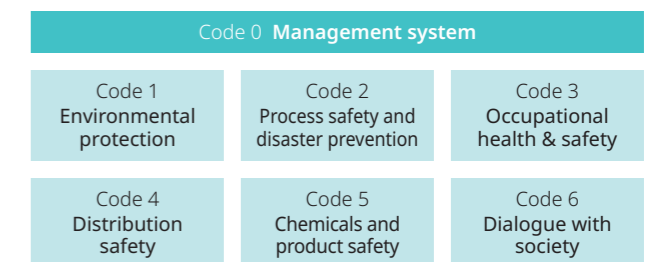 Code 0 Management system
Code 1
Environmental
protection
Code 2
Process safety and
disaster prevention
Code 3
Occupational
health & safety
Code 4
Distribution
safety
Code 5
Chemicals and
product safety
Code 6
Dialogue with
society